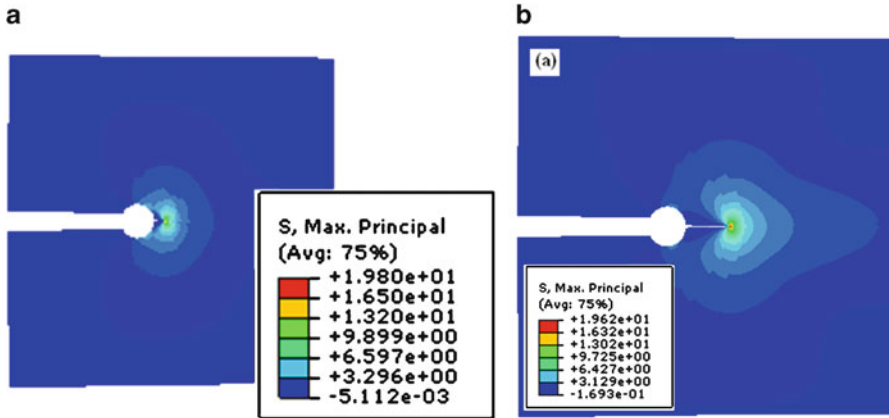 a
S, Max. Principal
(Avg: 75%)
+1.980e+01
+1.650e+01
+1.320e+01
+9.899e+00
+6.597e+00
+3.296e+00
-5.112e-03
b
(a)
S, Max. Principal
(Avg: 75%)
+1.962e+01
+1.632e+01
+1.302e+01
+9.725e+00
+6.427e+00
+3.129e+00
-1.693e-01